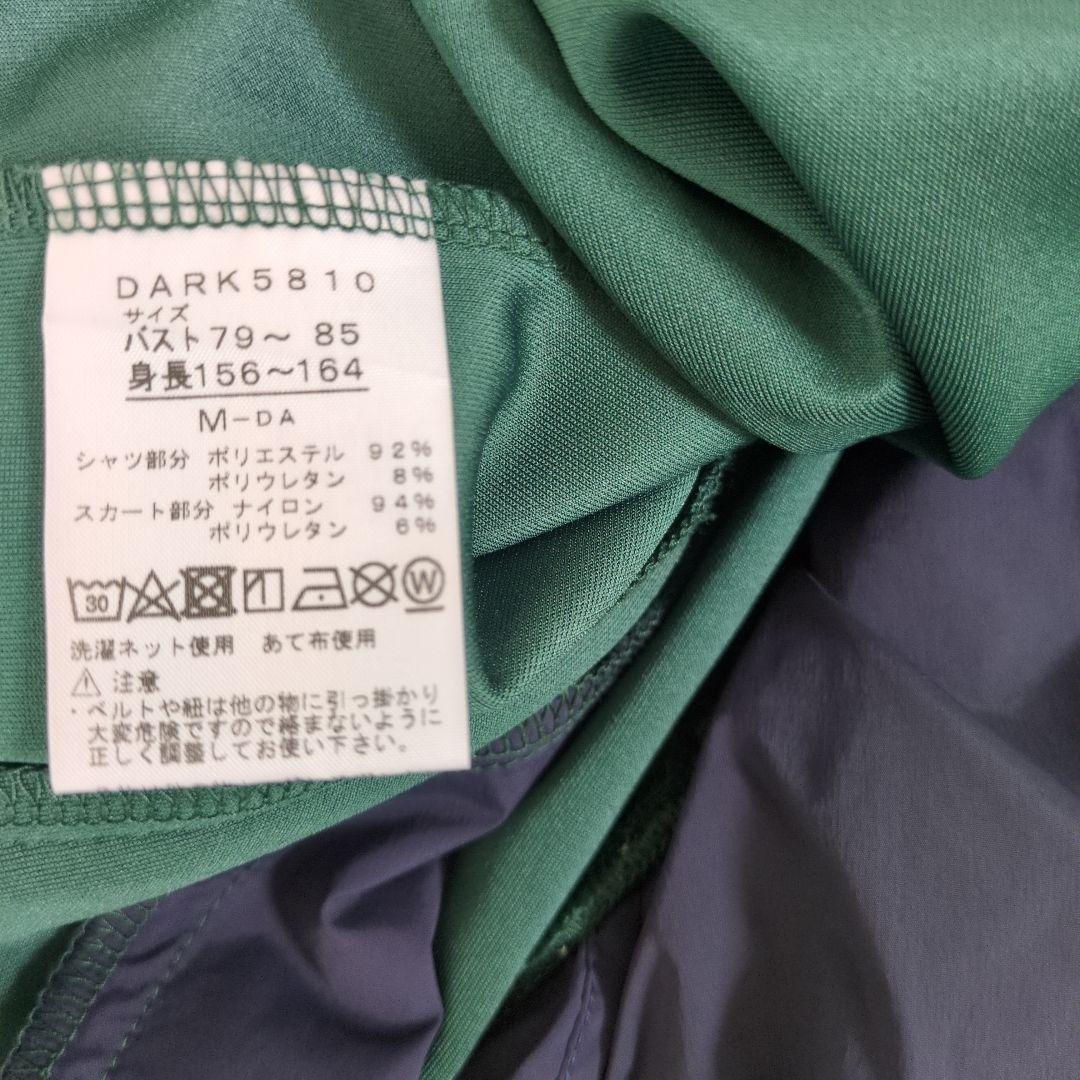 DARK5810
サイズ
バスト79～ 85
身長156～164
M-DA
シャツ部分 ポリエステル 92%
ポリウレタン 8%
スカート部分 ナイロン 94%
ポリウレタン 6%
30 W
洗濯ネット使用 あて布使用
注意
・ベルトや紐は他の物に引っ掛かり
大変危険ですので絡まないように
正しく調整してお使い下さい。